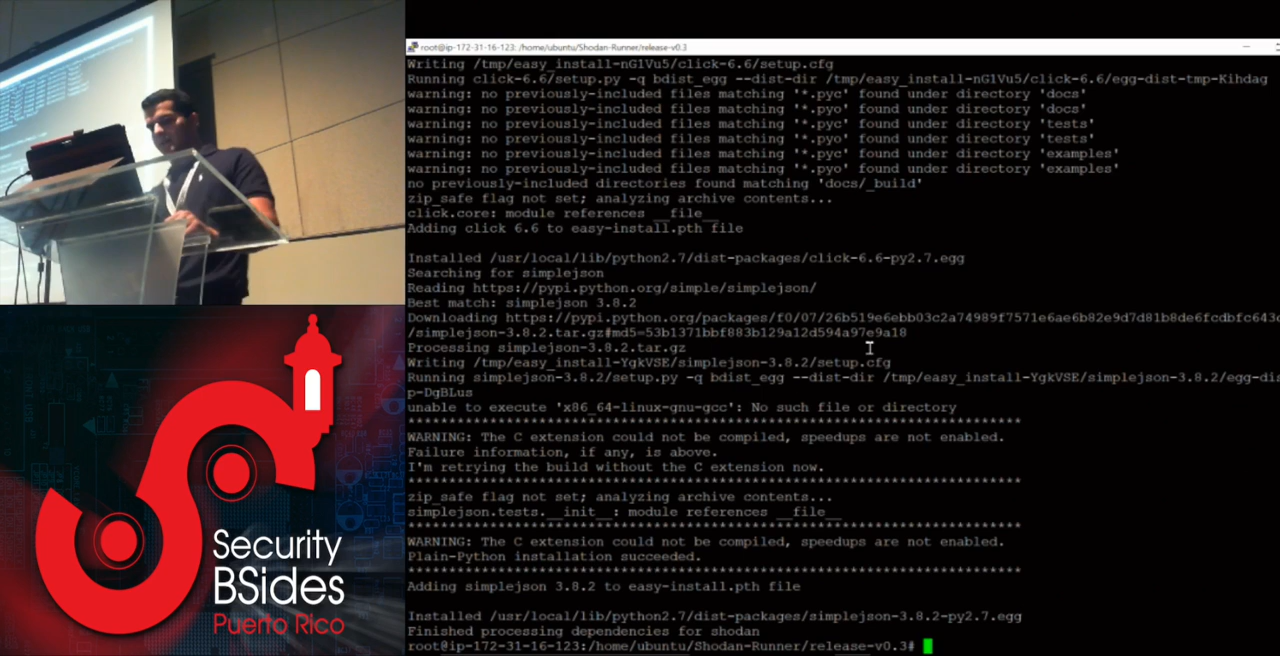 root@ip-172-31-16-123: /home/ubuntu/Shodan-Runner/release-v0.3
Writing /tmp/easy_install-nG1Vu5/click-6.6/setup.cfg
Running click-6.6/setup.py -q bdist_egg --dist-dir /tmp/easy_install-nG1Vu5/click-6.6/egg-dist-tmp-Kihdag
warning: no previously-included files matching '*.pyc' found under directory 'docs'
warning: no previously-included files matching '*.pyo' found under directory 'docs'
warning: no previously-included files matching '*.pyc' found under directory 'tests'
warning: no previously-included files matching '*.pyo' found under directory 'tests'
warning: no previously-included files matching '*.pyc' found under directory 'examples'
warning: no previously-included files matching '*.pyo' found under directory 'examples'
no previously-included directories found matching 'docs/_build'
zip_safe flag not set; analyzing archive contents...
click.core: module references __file__
Adding click 6.6 to easy-install.pth file
Installed /usr/local/lib/python2.7/dist-packages/click-6.6-py2.7.egg
Searching for simplejson
Reading https://pypi.python.org/simple/simplejson/
Best match: simplejson 3.8.2
Downloading https://pypi.python.org/packages/f0/07/26b519e6ebb03c2a74989f7571e6ae6b82e9d7d81b8de6fcdbfc643c
/simplejson-3.8.2.tar.gz#md5=53b1371bbf883b129a12d594a97e9a18
Processing simplejson-3.8.2.tar.gz
Writing /tmp/easy_install-YgkVSE/simplejson-3.8.2/setup.cfg
Running simplejson-3.8.2/setup.py -q bdist_egg --dist-dir /tmp/easy_install-YgkVSE/simplejson-3.8.2/egg-dis
p-DgBLus
unable to execute 'x86_64-linux-gnu-gcc': No such file or directory
***************************************************************************
WARNING: The C extension could not be compiled, speedups are not enabled.
Failure information, if any, is above.
I'm retrying the build without the C extension now.
***************************************************************************
zip_safe flag not set; analyzing archive contents...
simplejson.tests.__init__: module references __file__
***************************************************************************
WARNING: The C extension could not be compiled, speedups are not enabled.
Plain-Python installation succeeded.
***************************************************************************
Adding simplejson 3.8.2 to easy-install.pth file
Installed /usr/local/lib/python2.7/dist-packages/simplejson-3.8.2-py2.7.egg
Finished processing dependencies for shodan
root@ip-172-31-16-123:/home/ubuntu/Shodan-Runner/release-v0.3#
Security
BSides
Puerto Rico